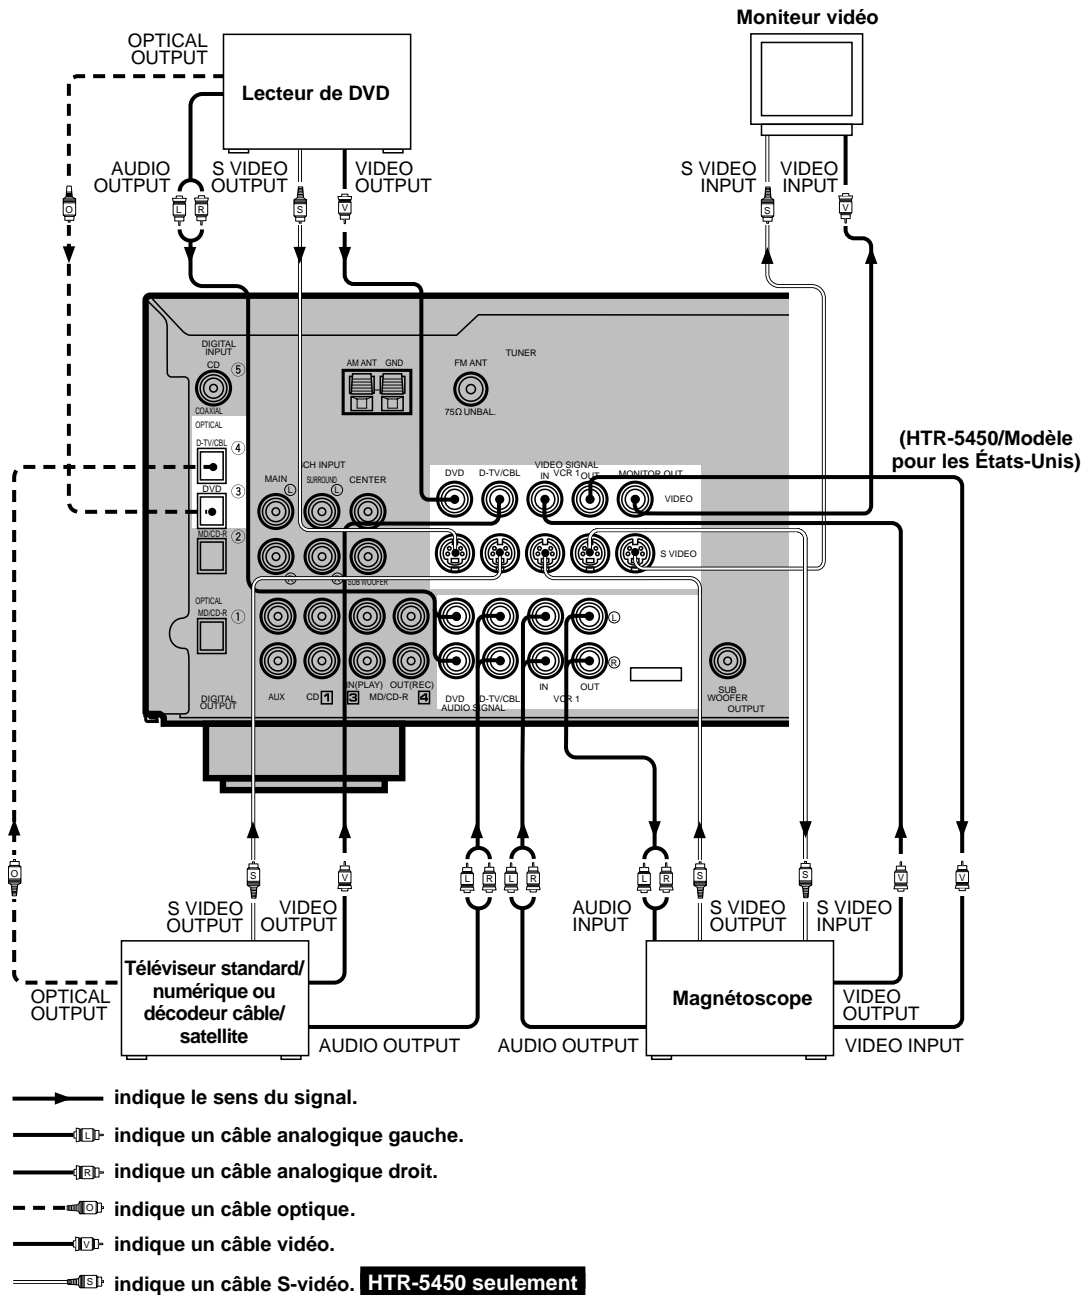 Moniteur vidéo
OPTICAL
OUTPUT
Lecteur de DVD
AUDIO
OUTPUT
S VIDEO
OUTPUT
VIDEO
OUTPUT
S VIDEO
INPUT
VIDEO
INPUT
O
L
R
S
V
S
V
DIGITAL
INPUT
CD
5
COAXIAL
OPTICAL
D-TV/CBL
4
DVD
3
MD/CD-R
2
OPTICAL
MD/CD-R
1
DIGITAL
OUTPUT
AM ANT
GND
FM ANT
75Ω UNBAL.
TUNER
CH INPUT
MAIN
L
SURROUND
L
CENTER
R
R
SUB WOOFER
AUX
CD
1
IN(PLAY)
3
MD/CD-R
OUT(REC)
4
VIDEO SIGNAL
DVD
D-TV/CBL
IN
VCR 1
OUT
MONITOR OUT
VIDEO
S VIDEO
L
R
DVD
D-TV/CBL
AUDIO SIGNAL
IN
VCR 1
OUT
SUB
WOOFER
OUTPUT
(HTR-5450/Modèle
pour les États-Unis)
O
S
V
L
R
L
R
L
R
S
S
V
V
S VIDEO
OUTPUT
VIDEO
OUTPUT
AUDIO
INPUT
S VIDEO
OUTPUT
S VIDEO
INPUT
OPTICAL
OUTPUT
Téléviseur standard/
numérique ou
décodeur câble/
satellite
AUDIO OUTPUT
AUDIO OUTPUT
Magnétoscope
VIDEO
OUTPUT
VIDEO INPUT
indique le sens du signal.
L indique un câble analogique gauche.
R indique un câble analogique droit.
O indique un câble optique.
V indique un câble vidéo.
S indique un câble S-vidéo. HTR-5450 seulement